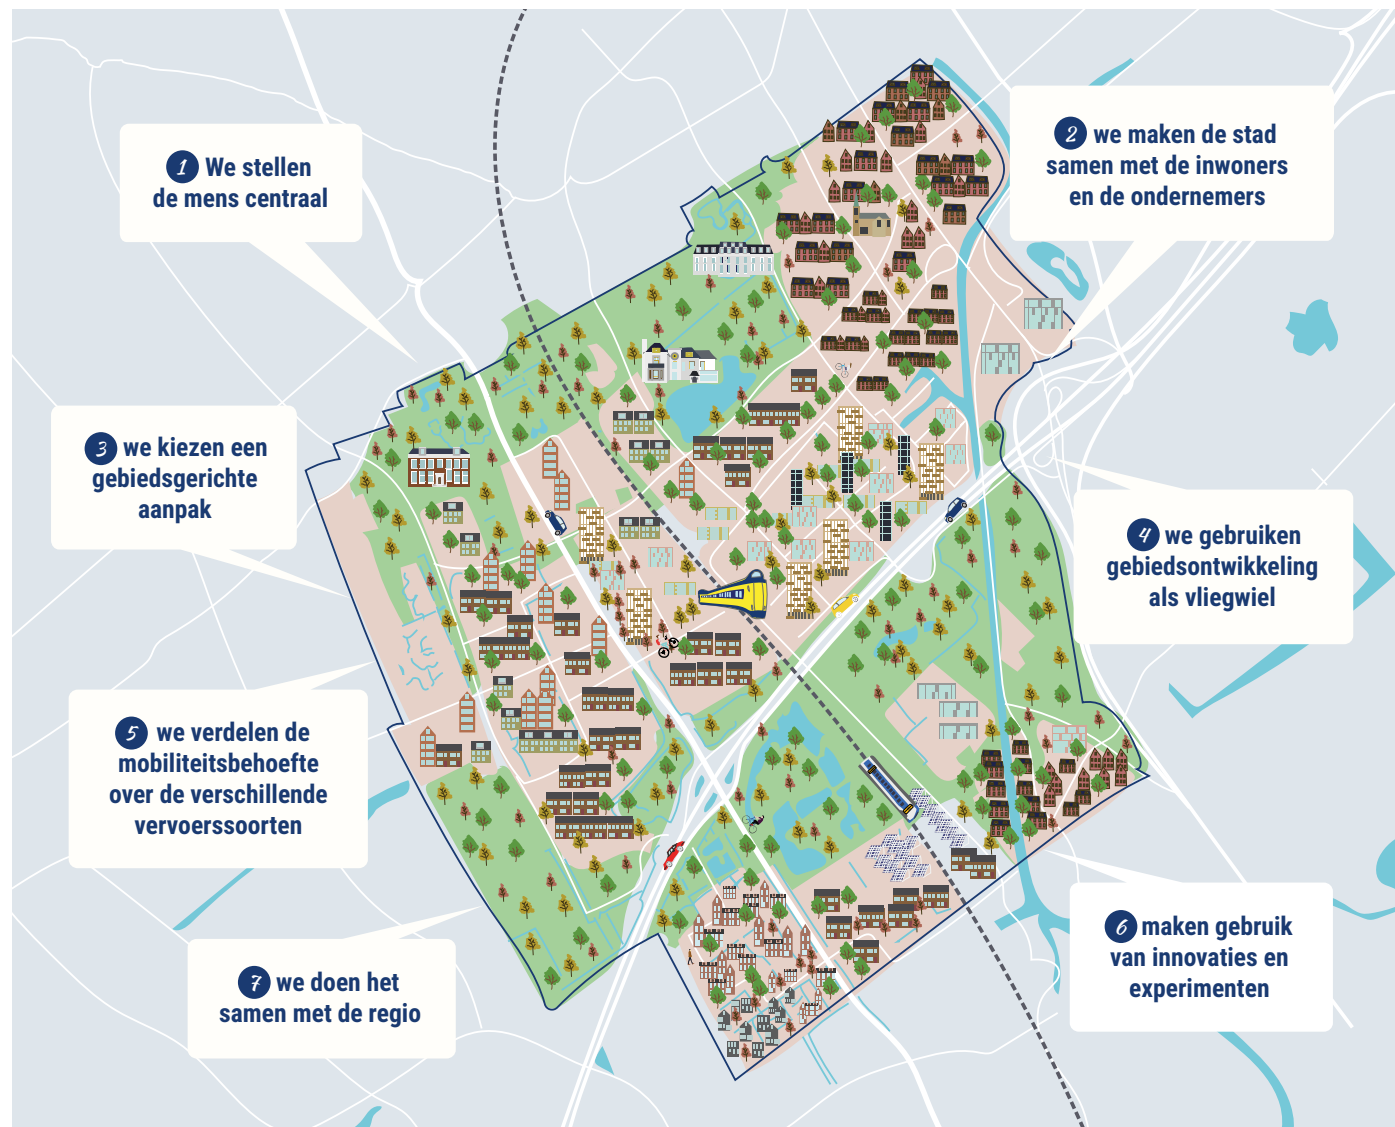 1 We stellen
de mens centraal
2 we maken de stad
samen met de inwoners
en de ondernemers
3 we kiezen een
gebiedsgerichte
aanpak
4 we gebruiken
gebiedsontwikkeling
als vliegwiel
5 we verdelen de
mobiliteitsbehoefte
over de verschillende
vervoerssoorten
6 maken gebruik
van innovaties en
experimenten
7 we doen het
samen met de regio